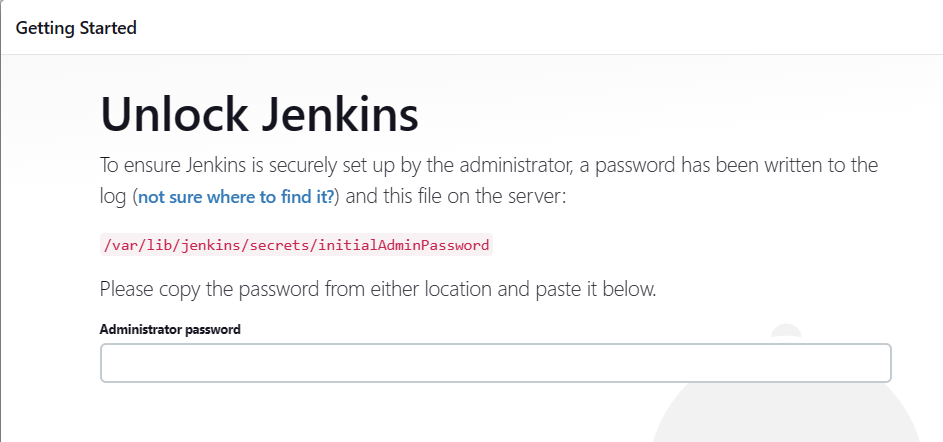 Getting Started
Unlock Jenkins
To ensure Jenkins is securely set up by the administrator, a password has been written to the
log (not sure where to find it?) and this file on the server:
/var/lib/jenkins/secrets/initialAdminPassword
Please copy the password from either location and paste it below.
Administrator password